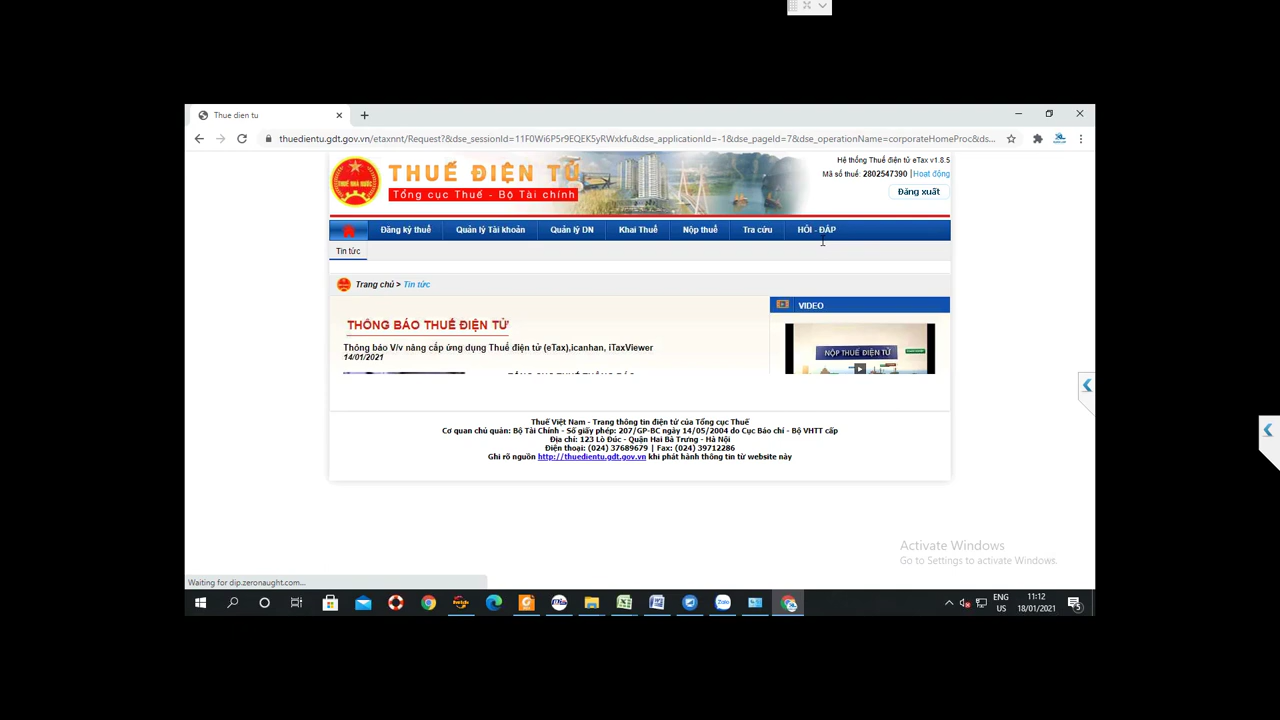 Thue dien tu
thuedientu.gdt.gov.vn/etaxnnt/Request?&dse_sessionId=11F0Wi6P5r9EQEK5yRWxkfu&dse_applicationId=-1&dse_pageId=7&dse_operationName=corporateHomeProc&ds...
THUẾ NHÀ NƯỚC
THUẾ ĐIỆN TỬ
Tổng cục Thuế - Bộ Tài chính
Hệ thống Thuế điện tử eTax v1.8.5
Mã số thuế: 2802547390 |Hoạt động
Đăng xuất
Đăng ký thuế Quản lý Tài khoản Quản lý DN Khai Thuế Nộp thuế Tra cứu HỎI - ĐÁP
Tin tức
Trang chủ > Tin tức
VIDEO
THÔNG BÁO THUẾ ĐIỆN TỬ
Thông báo V/v nâng cấp ứng dụng Thuế điện tử (eTax),icanhan, iTaxViewer
14/01/2021
NỘP THUẾ ĐIỆN TỬ
Thuế Việt Nam - Trang thông tin điện tử của Tổng cục Thuế
Cơ quan chủ quản: Bộ Tài Chính - Số giấy phép: 207/GP-BC ngày 14/05/2004 do Cục Báo chí - Bộ VHTT cấp
Địa chỉ: 123 Lò Đúc - Quận Hai Bà Trưng - Hà Nội
Điện thoại: (024) 37689679 | Fax: (024) 39712286
Ghi rõ nguồn http://thuedientu.gdt.gov.vn khi phát hành thông tin từ website này
Activate Windows
Go to Settings to activate Windows.
Waiting for dip.zeronaught.com...
ENG
US
11:12
18/01/2021
5